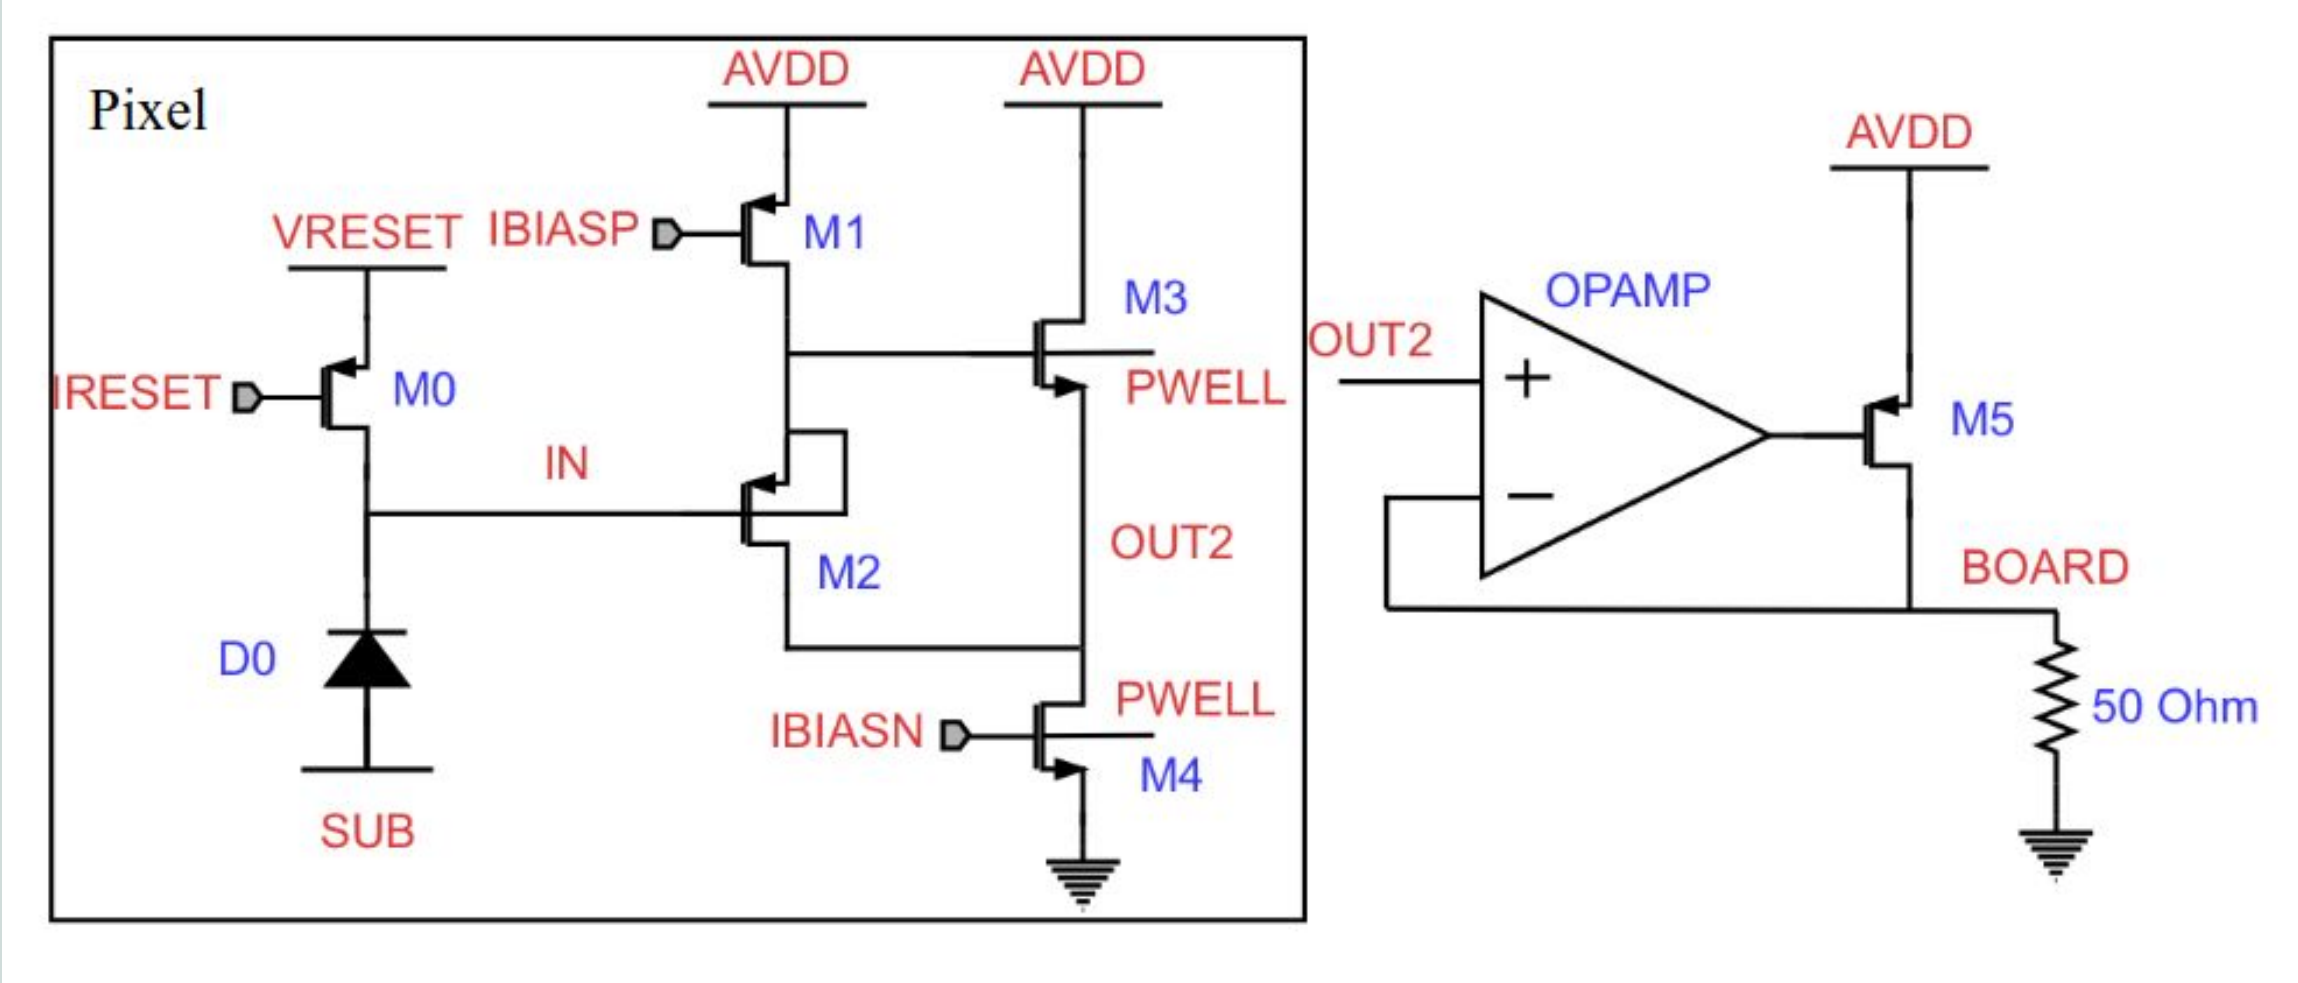 Pixel
AVDD
AVDD
AVDD
VRESET
IBIASP
M1
M3
OPAMP
OUT2
IRESET
M0
PWELL
M5
+
IN
−
OUT2
BOARD
M2
D0
PWELL
50 Ohm
IBIASN
M4
SUB